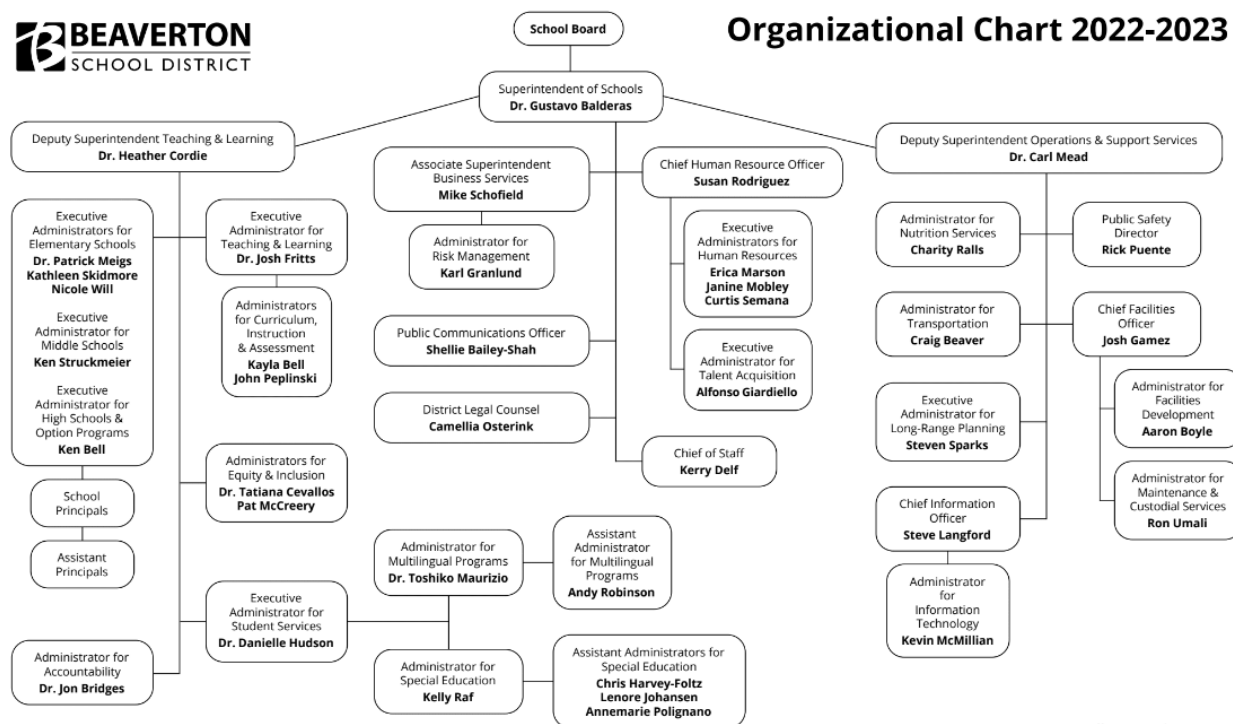 BEAVERTON
SCHOOL DISTRICT
Organizational Chart 2022-2023
School Board
Superintendent of Schools
Dr. Gustavo Balderas
Deputy Superintendent Teaching & Learning
Dr. Heather Cordie
Executive
Administrators for
Elementary Schools
Dr. Patrick Meigs
Kathleen Skidmore
Nicole Will
Executive
Administrator for
Middle Schools
Ken Struckmeier
Executive
Administrator for
High Schools &
Option Programs
Ken Bell
School
Principals
Assistant
Principals
Administrator for
Accountability
Dr. Jon Bridges
Executive
Administrator for
Teaching & Learning
Dr. Josh Fritts
Administrators
for Curriculum,
Instruction
& Assessment
Kayla Bell
John Peplinski
Administrators for
Equity & Inclusion
Dr. Tatiana Cevallos
Pat McCreery
Executive
Administrator for
Student Services
Dr. Danielle Hudson
Administrator for
Multilingual Programs
Dr. Toshiko Maurizio
Assistant
Administrator
for Multilingual
Programs
Andy Robinson
Administrator for
Special Education
Kelly Raf
Assistant Administrators for
Special Education
Chris Harvey-Foltz
Lenore Johansen
Annemarie Polignano
Associate Superintendent
Business Services
Mike Schofield
Administrator for
Risk Management
Karl Granlund
Public Communications Officer
Shellie Bailey-Shah
District Legal Counsel
Camellia Osterink
Chief Human Resource Officer
Susan Rodriguez
Executive
Administrators for
Human Resources
Erica Marson
Janine Mobley
Curtis Semana
Executive
Administrator for
Talent Acquisition
Alfonso Giardiello
Chief of Staff
Kerry Delf
Deputy Superintendent Operations & Support Services
Dr. Carl Mead
Administrator for
Nutrition Services
Charity Ralls
Public Safety
Director
Rick Puente
Administrator for
Transportation
Craig Beaver
Chief Facilities
Officer
Josh Gamez
Administrator for
Facilities
Development
Aaron Boyle
Administrator for
Maintenance &
Custodial Services
Ron Umali
Executive
Administrator for
Long-Range Planning
Steven Sparks
Chief Information
Officer
Steve Langford
Administrator
for
Information
Technology
Kevin McMillian